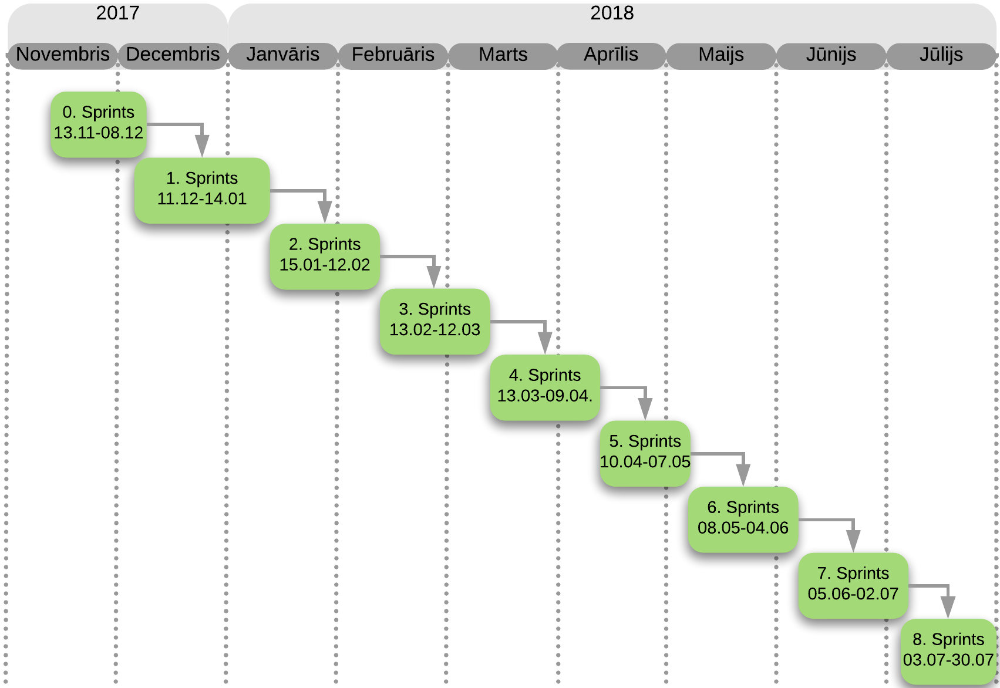 2017
2018
Novembris
Decembris
Janvāris
Februāris
Marts
Aprīlis
Maijs
Jūnijs
Jūlijs
0. Sprints
13.11-08.12
1. Sprints
11.12-14.01
2. Sprints
15.01-12.02
3. Sprints
13.02-12.03
4. Sprints
13.03-09.04.
5. Sprints
10.04-07.05
6. Sprints
08.05-04.06
7. Sprints
05.06-02.07
8. Sprints
03.07-30.07